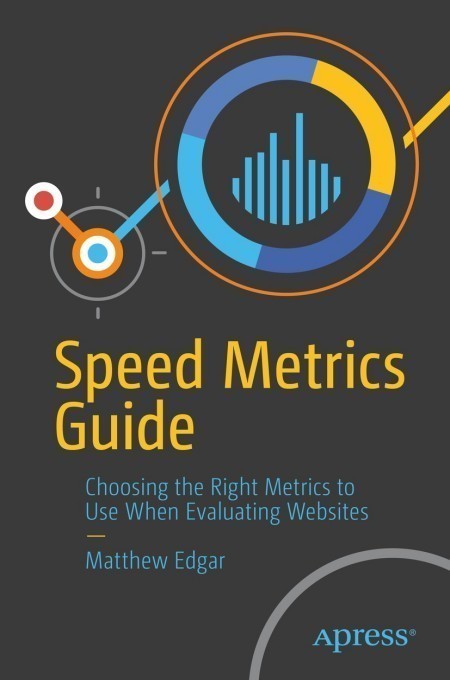 Speed Metrics
Guide
Choosing the Right Metrics to
Use When Evaluating Websites
Matthew Edgar
Apress®